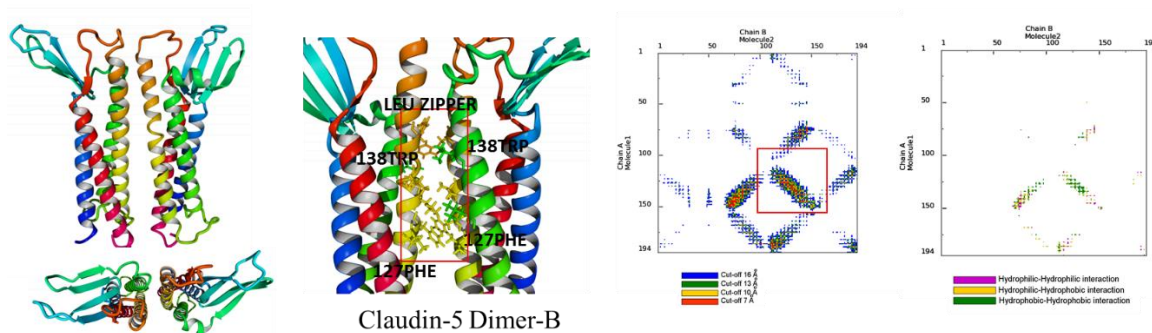 LEU ZIPPER
138TRP
138TRP
127PHE
127PHE
Claudin-5 Dimer-B
Chain B
Molecule2
1 50 100 150 194
Chain A
Molecule1
1
50
75
100
150
194
Cut-off 16 Å
Cut-off 13 Å
Cut-off 10 Å
Cut-off 7 Å
Chain B
Molecule2
1 50 100 150 194
Chain A
Molecule1
1
50
75
100
150
194
Hydrophilic-Hydrophilic interaction
Hydrophilic-Hydrophobic interaction
Hydrophobic-Hydrophobic interaction